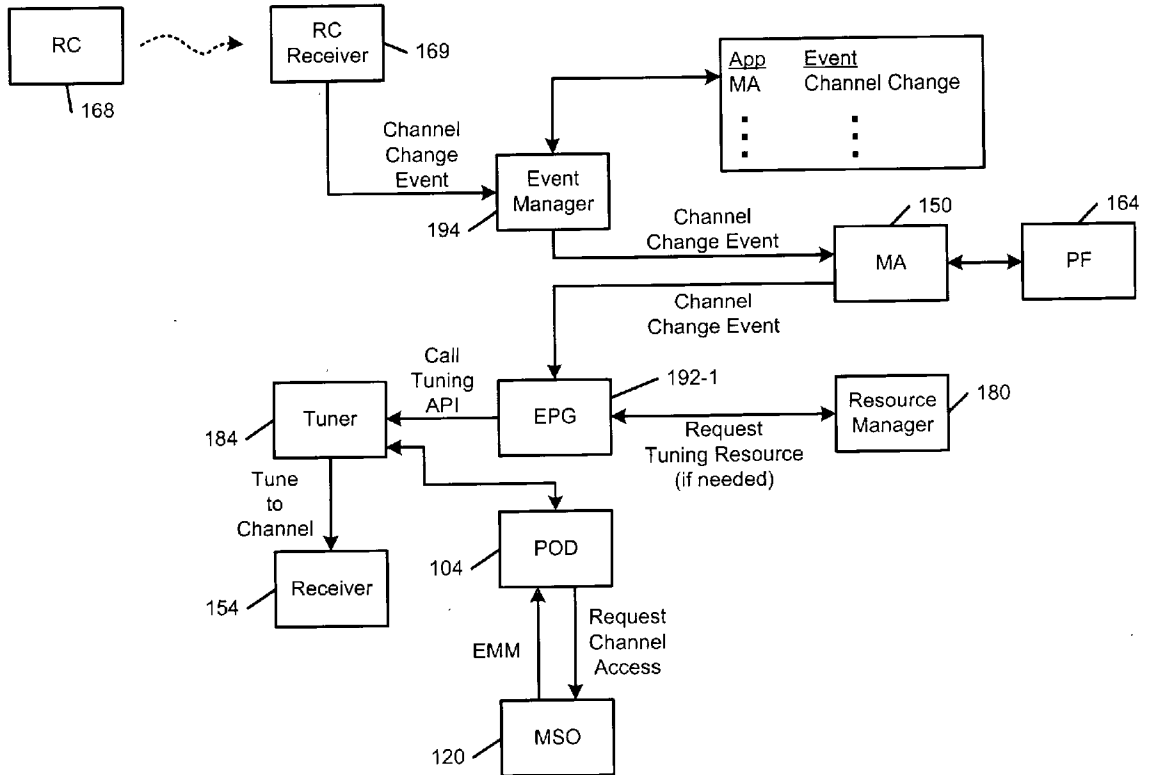 RC
168
RC
Receiver
169
App Event
MA Channel Change
Channel
Change
Event
Event
Manager
194
Channel
Change Event
150
MA
164
PF
Channel
Change Event
Call
Tuning
API
192-1
EPG
Tuner
184
Resource
Manager
180
Request
Tuning Resource
(if needed)
Tune
to
Channel
POD
104
Receiver
154
EMM
Request
Channel
Access
MSO
120